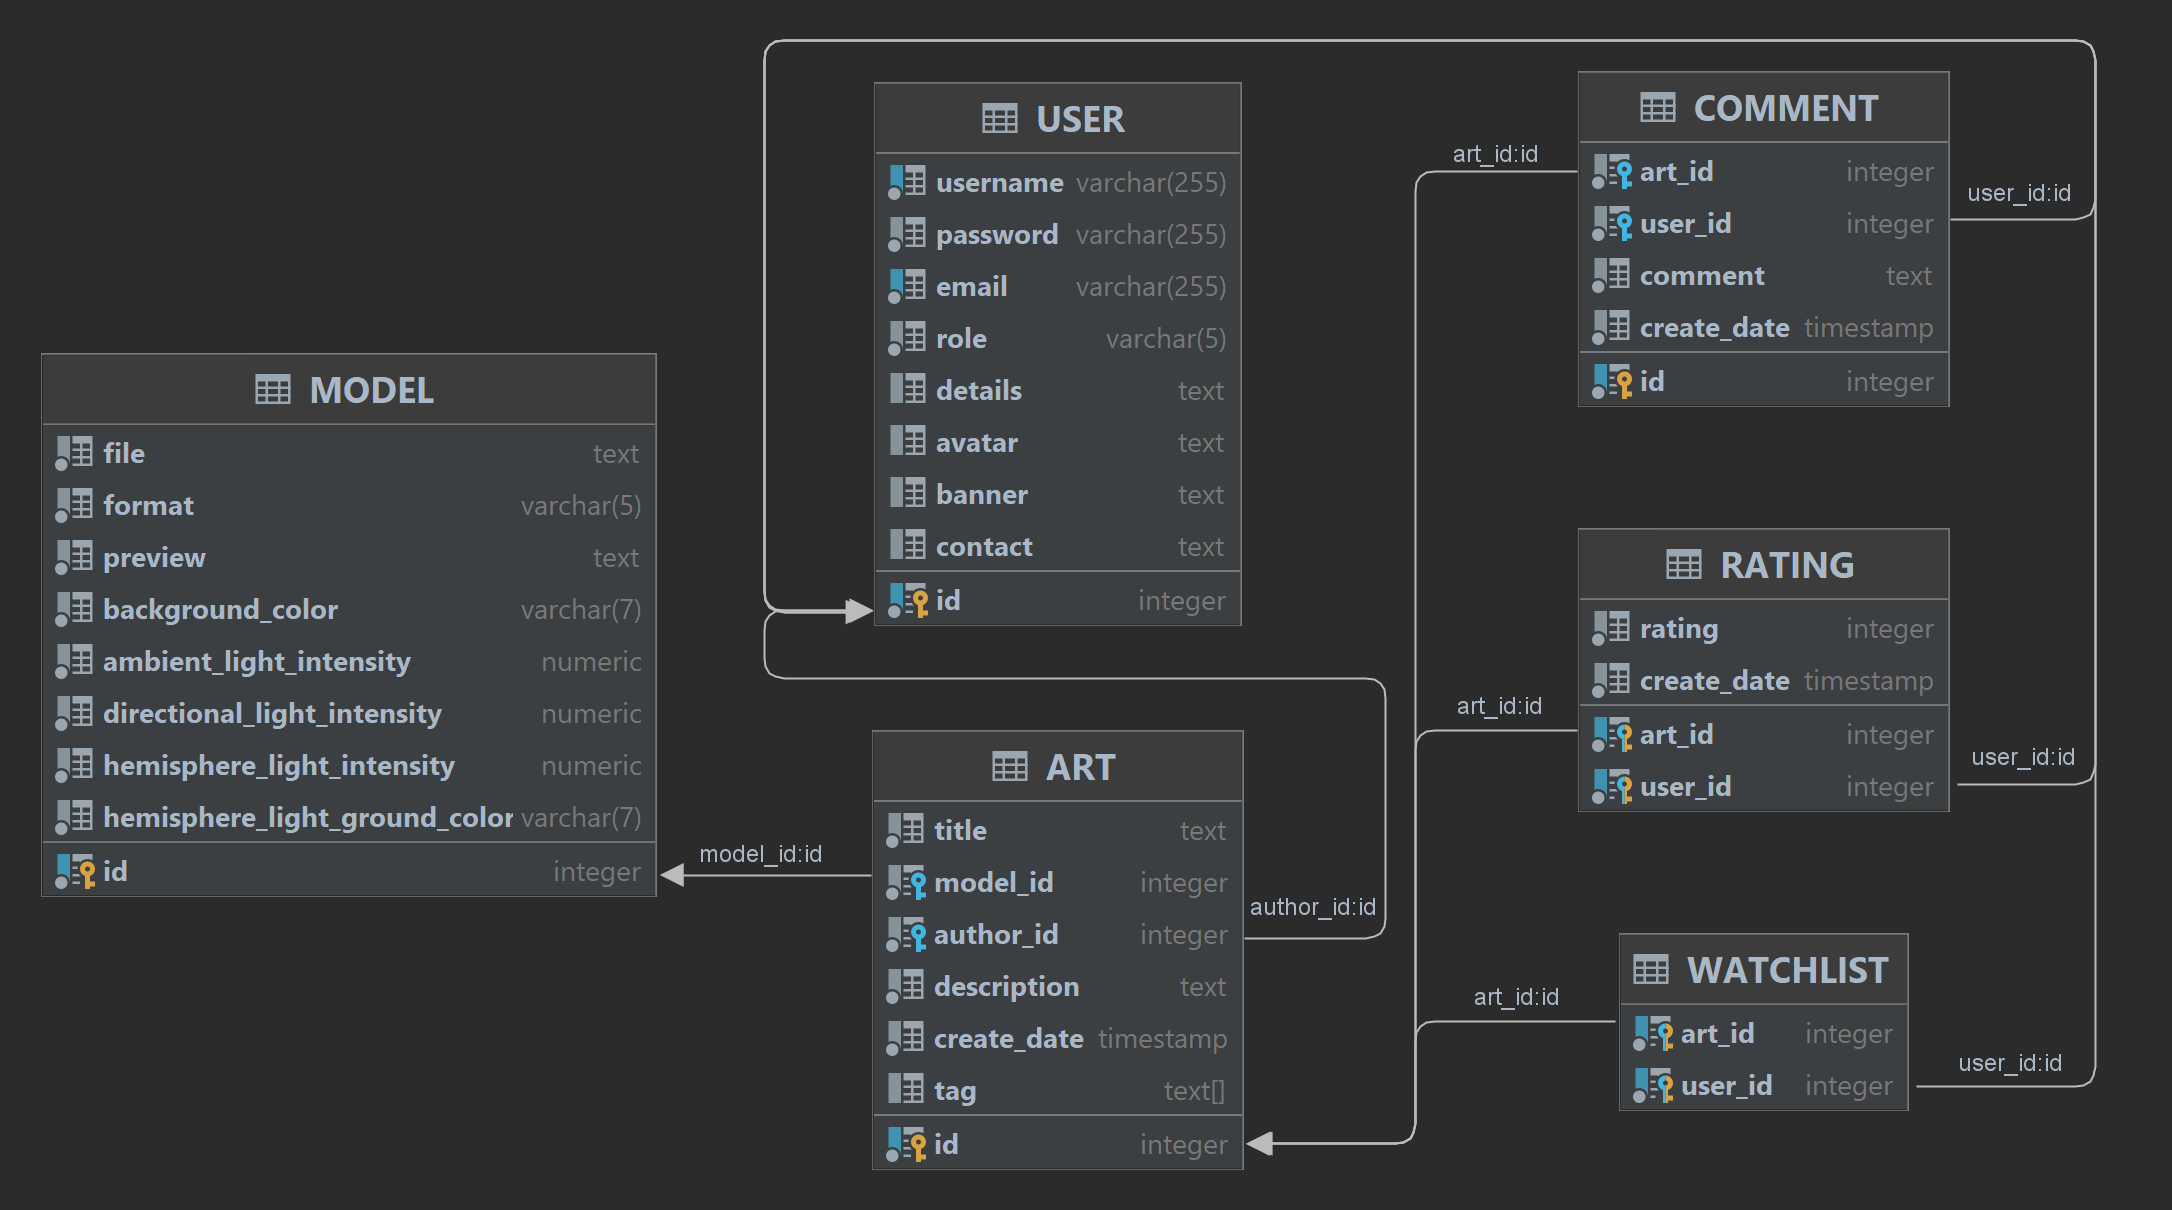 USER
username varchar(255)
password varchar(255)
email varchar(255)
role varchar(5)
details text
avatar text
banner text
contact text
id integer
COMMENT
art_id integer
user_id integer
comment text
create_date timestamp
id integer
art_id:id
user_id:id
MODEL
file text
format varchar(5)
preview text
background_color varchar(7)
ambient_light_intensity numeric
directional_light_intensity numeric
hemisphere_light_intensity numeric
hemisphere_light_ground_color varchar(7)
id integer
model_id:id
RATING
rating integer
create_date timestamp
art_id integer
user_id integer
art_id:id
user_id:id
ART
title text
model_id integer
author_id integer
description text
create_date timestamp
tag text[]
id integer
author_id:id
WATCHLIST
art_id integer
user_id integer
art_id:id
user_id:id